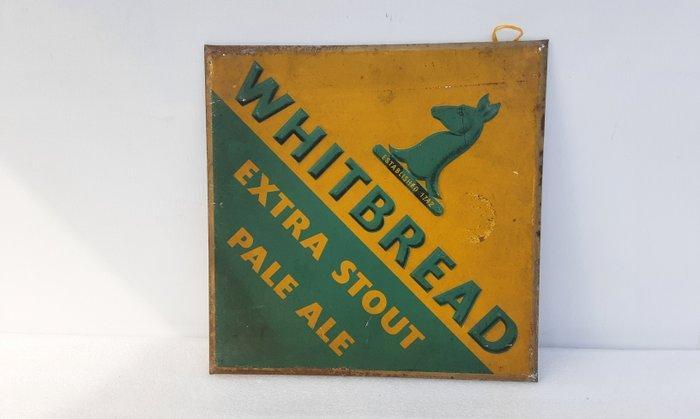 ESTABLISHED 1742
WHITBREAD
EXTRA STOUT
PALE ALE